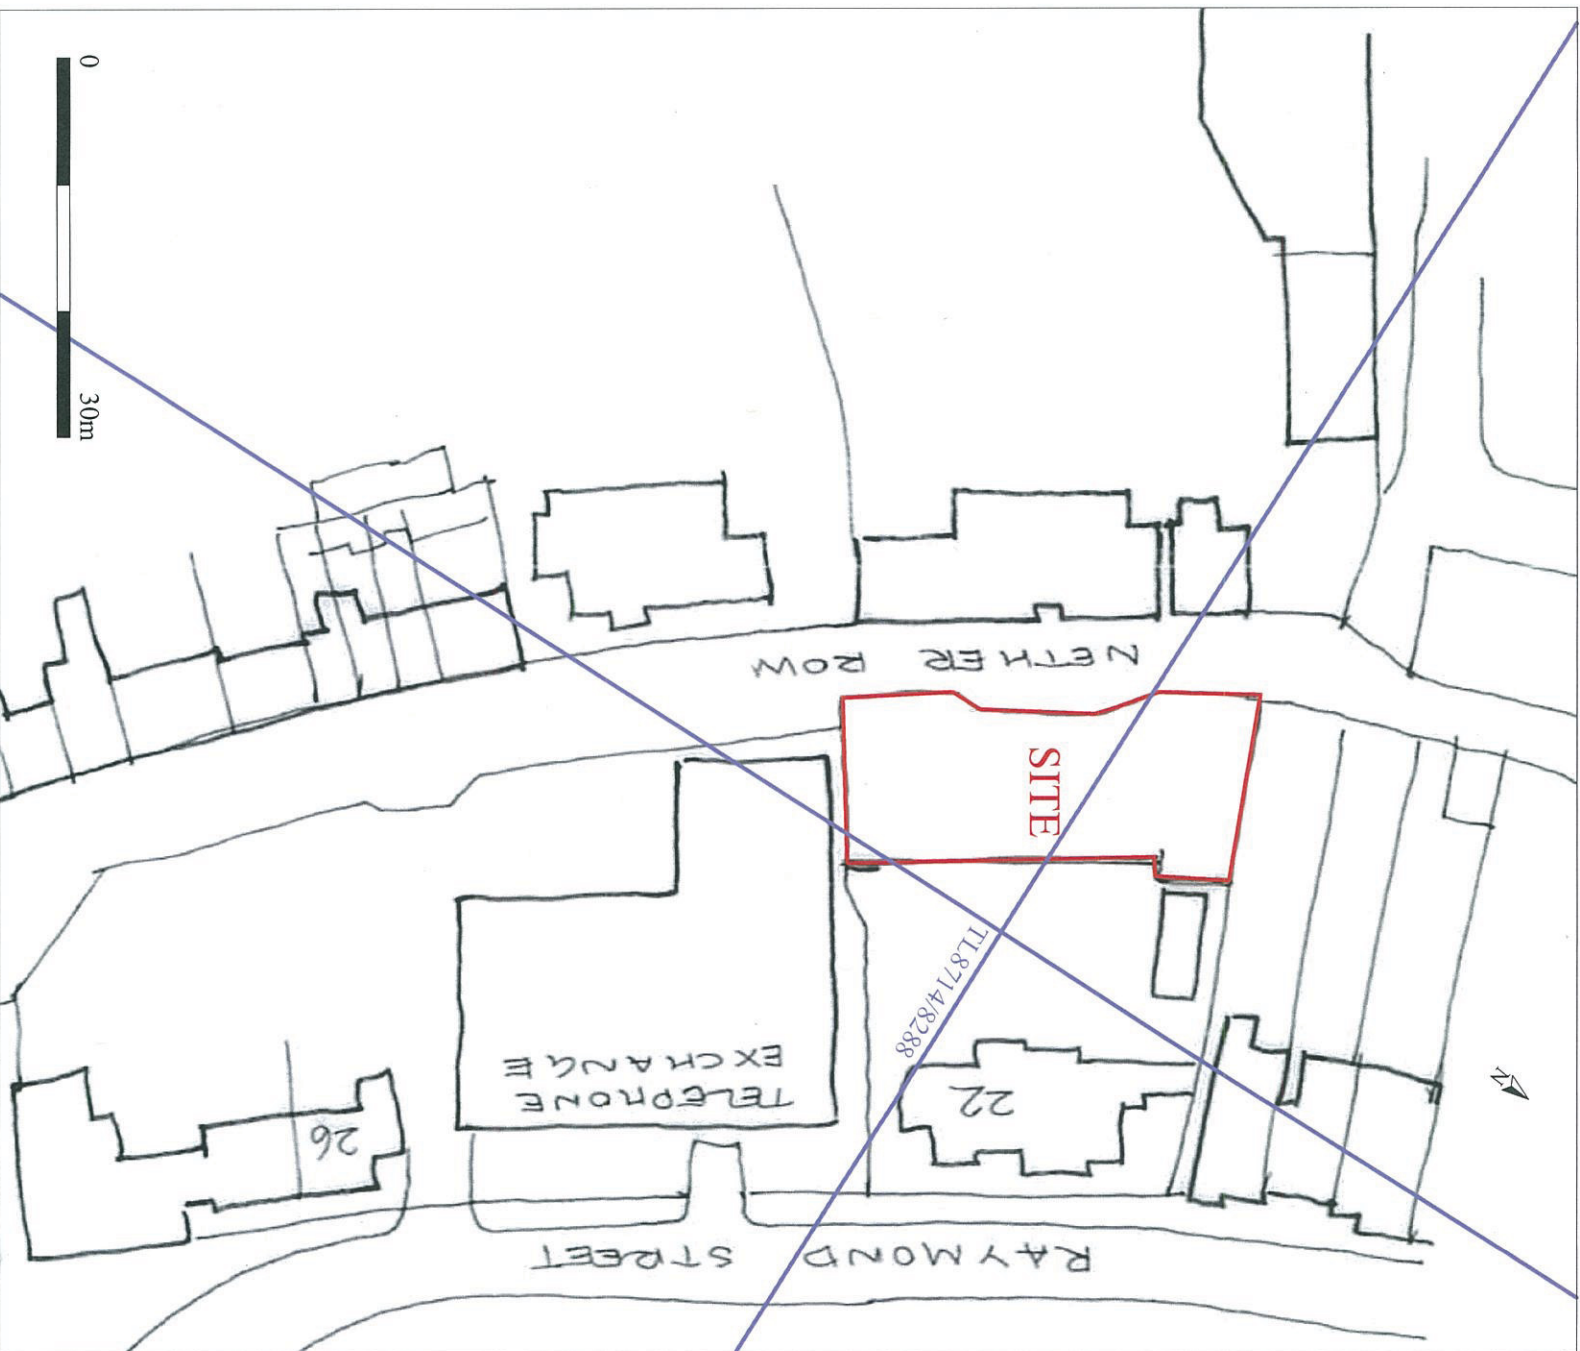 0
30m
NETHER ROW
SITE
TL8714/8288
TELEPHONE
EXCHANGE
22
26
RAYMOND STREET
N